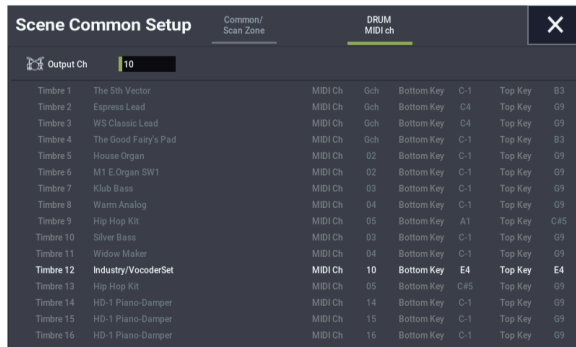 Scene Common Setup
Common/
Scan Zone
DRUM
MIDI ch
Output Ch 10
Timbre 1 The 5th Vector MIDI Ch Gch Bottom Key C-1 Top Key B3
Timbre 2 Espress Lead MIDI Ch Gch Bottom Key C4 Top Key G9
Timbre 3 WS Classic Lead MIDI Ch Gch Bottom Key C4 Top Key G9
Timbre 4 The Good Fairy's Pad MIDI Ch Gch Bottom Key C-1 Top Key B3
Timbre 5 House Organ MIDI Ch 02 Bottom Key C-1 Top Key G9
Timbre 6 M1 E.Organ SW1 MIDI Ch 02 Bottom Key C-1 Top Key G9
Timbre 7 Klub Bass MIDI Ch 03 Bottom Key C-1 Top Key G9
Timbre 8 Warm Analog MIDI Ch 04 Bottom Key C-1 Top Key G9
Timbre 9 Hip Hop Kit MIDI Ch 05 Bottom Key A1 Top Key C#5
Timbre 10 Silver Bass MIDI Ch 03 Bottom Key C-1 Top Key G9
Timbre 11 Widow Maker MIDI Ch 04 Bottom Key C-1 Top Key G9
Timbre 12 Industry/VocoderSet MIDI Ch 10 Bottom Key E4 Top Key E4
Timbre 13 Hip Hop Kit MIDI Ch 05 Bottom Key C#5 Top Key G9
Timbre 14 HD-1 Piano-Damper MIDI Ch 14 Bottom Key C-1 Top Key G9
Timbre 15 HD-1 Piano-Damper MIDI Ch 15 Bottom Key C-1 Top Key G9
Timbre 16 HD-1 Piano-Damper MIDI Ch 16 Bottom Key C-1 Top Key G9